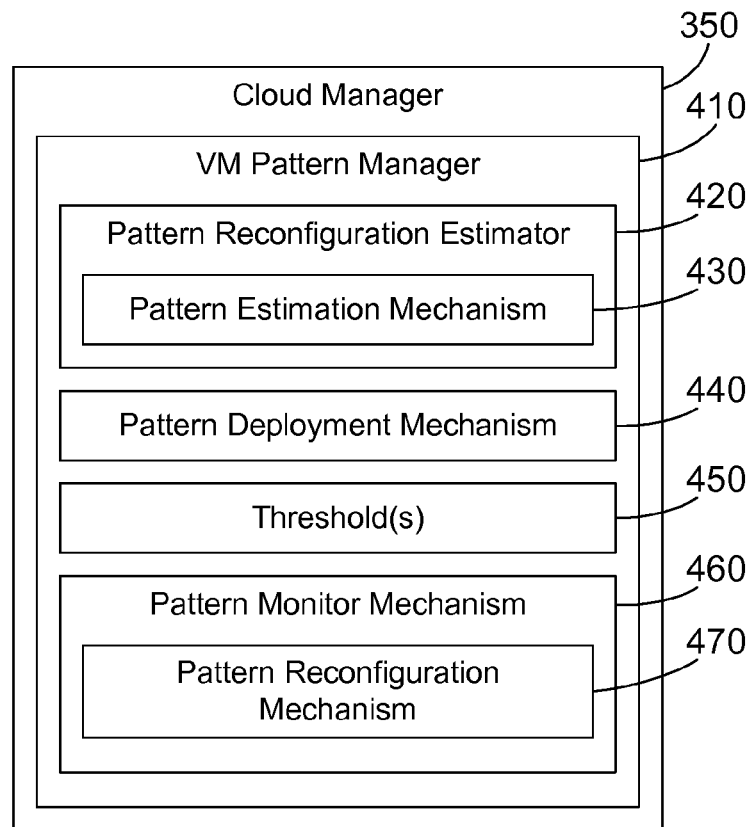 350
Cloud Manager
410
VM Pattern Manager
420
Pattern Reconfiguration Estimator
430
Pattern Estimation Mechanism
440
Pattern Deployment Mechanism
450
Threshold(s)
460
Pattern Monitor Mechanism
470
Pattern Reconfiguration
Mechanism